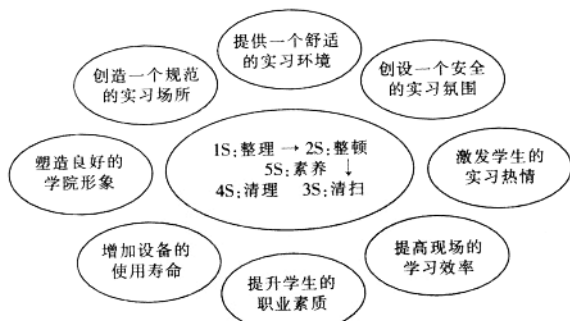 提供一个舒适
的实习环境
创造一个规范
的实习场所
创设一个安全
的实习氛围
1S:整理→2S:整顿
5S:素养 ↓
4S:清理 3S:清扫
塑造良好的
学院形象
激发学生的
实习热情
增加设备的
使用寿命
提高现场的
学习效率
提升学生的
职业素质